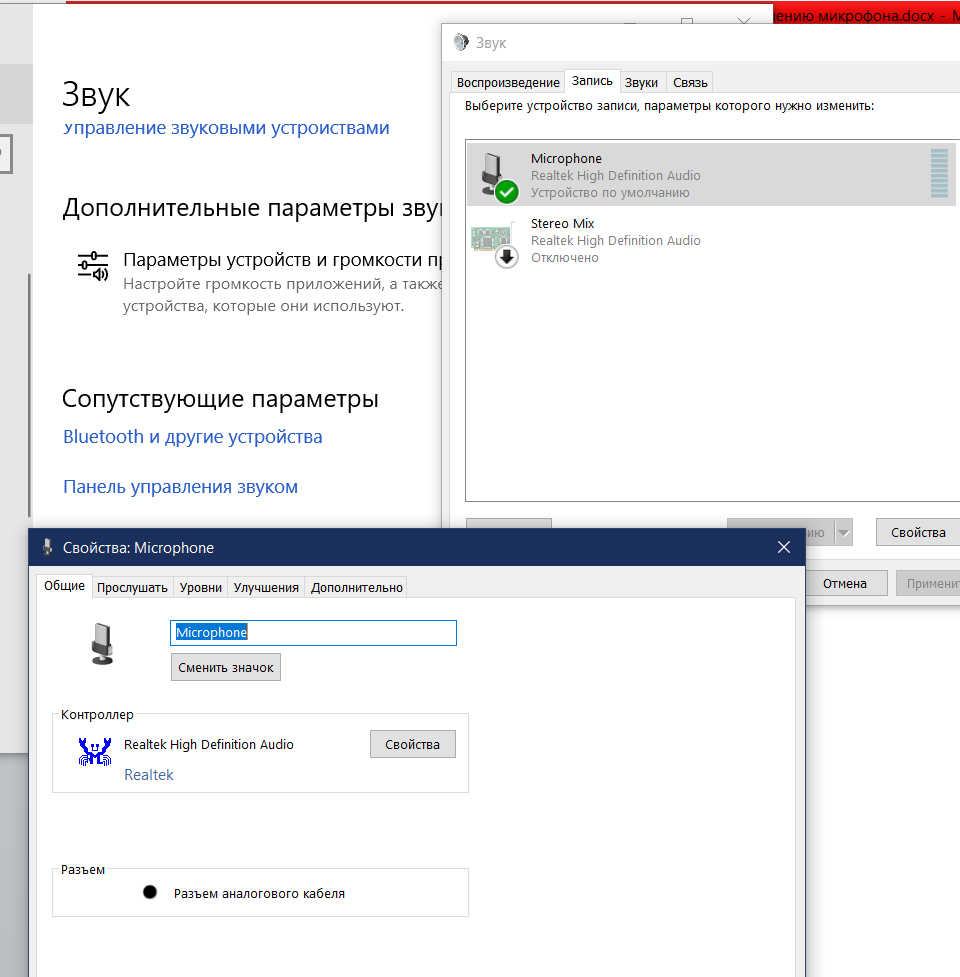 нию микрофона.docx - M
Звук
Управление звуковыми устройствами
Дополнительные параметры зву
Параметры устройств и громкости пр
Настройте громкость приложений, а также
устройства, которые они используют.
Сопутствующие параметры
Bluetooth и другие устройства
Панель управления звуком
Звук
Воспроизведение Запись Звуки Связь
Выберите устройство записи, параметры которого нужно изменить:
Microphone
Realtek High Definition Audio
Устройство по умолчанию
Stereo Mix
Realtek High Definition Audio
Отключено
ию Свойства
Отмена Применит
Свойства: Microphone
Общие Прослушать Уровни Улучшения Дополнительно
Microphone
Сменить значок
Контроллер
Realtek High Definition Audio Свойства
Realtek
Разъем
Разъем аналогового кабеля